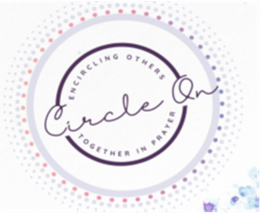 ENCIRCLING OTHERS
Circle On
TOGETHER IN PRAYER